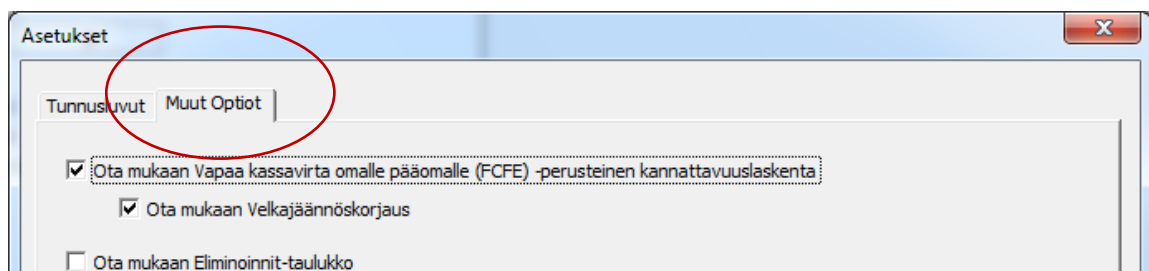 Asetukset
Tunnusluvut Muut Optiot
Ota mukaan Vapaa kassavirta omalle pääomalle (FCFE) -perusteinen kannattavuuslaskenta
Ota mukaan Velkajäännöskorjaus
Ota mukaan Eliminoinnit-taulukko